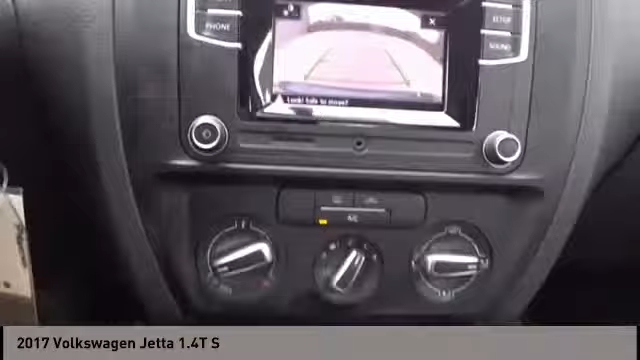 PHONE
SETUP
SOUND
Look! Safe to move?
A/C
2017 Volkswagen Jetta 1.4T S